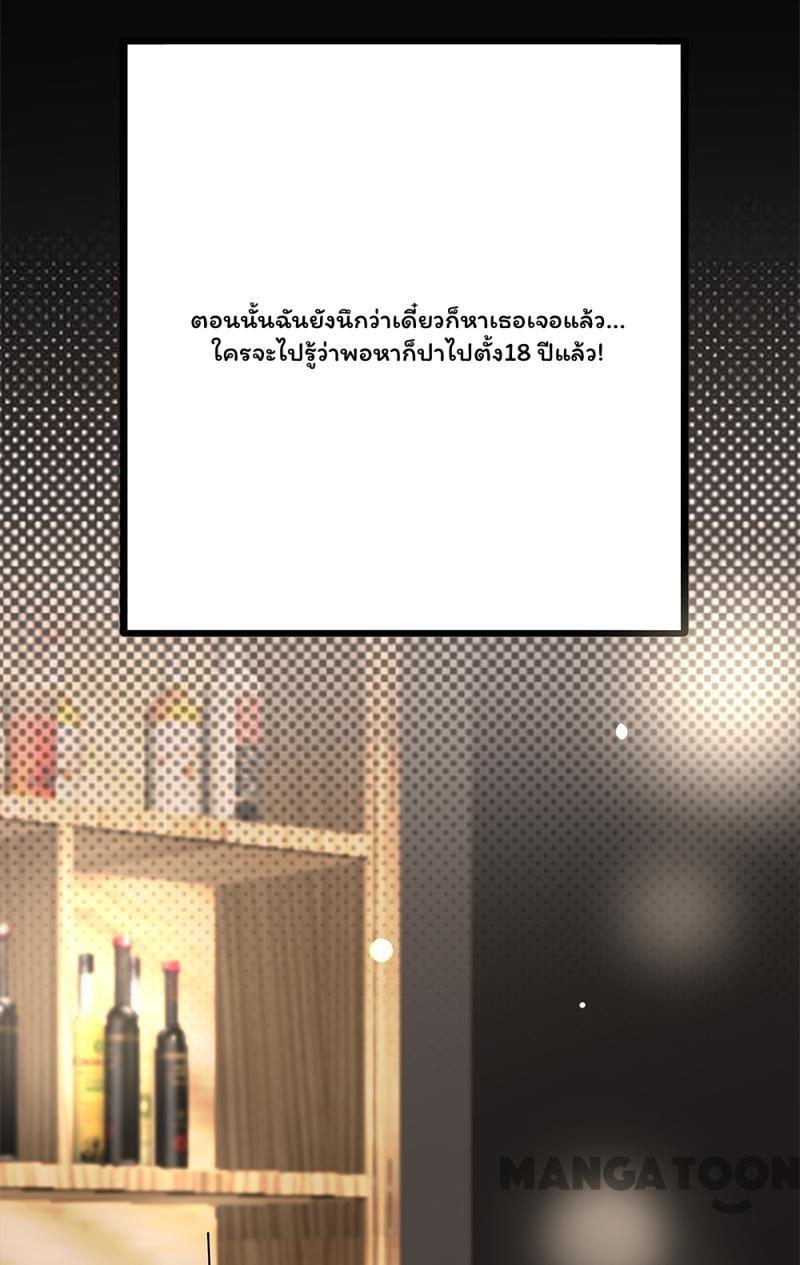 ตอนนั้นฉันยังนึกว่าเดี๋ยวก็หาเธอเจอแล้ว...
ใครจะไปรู้ว่าพอหาก็ปาไปตั้ง18 ปีแล้ว!
MANGATOON